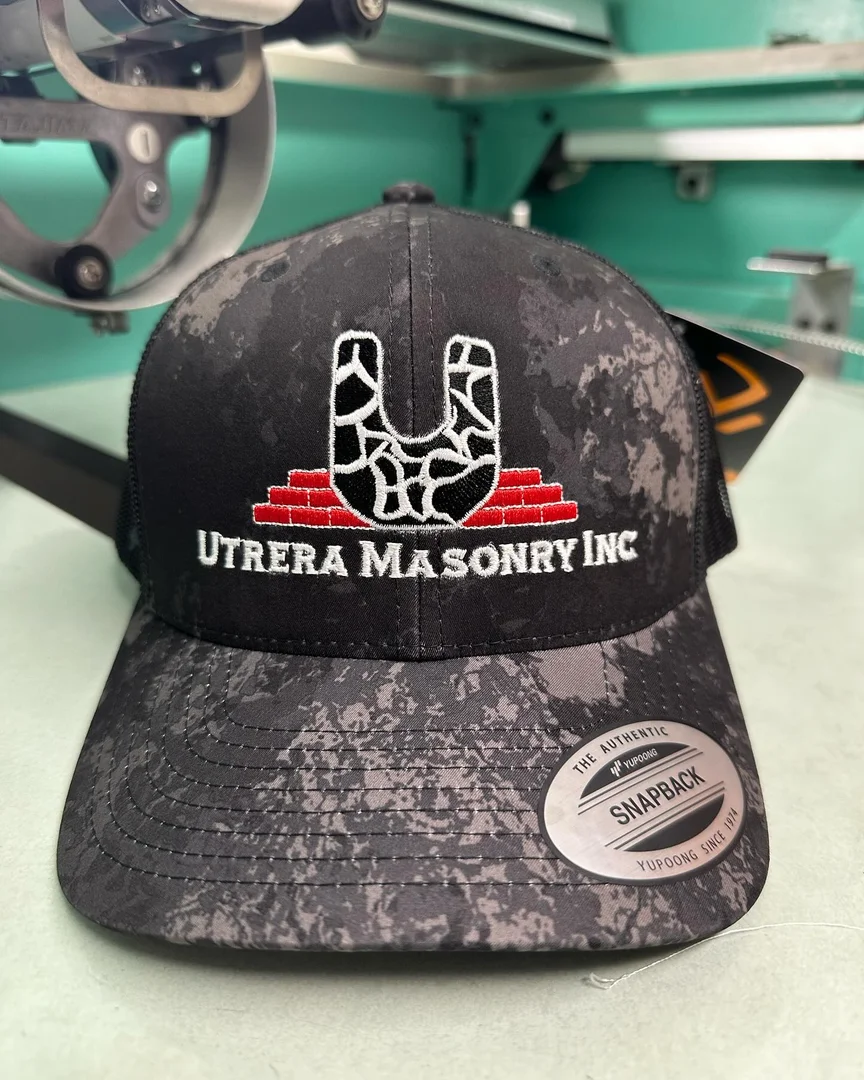 UTRERA MASONRY INC
THE AUTHENTIC
YUPOONG
SNAPBACK
YUPOONG SINCE 1974